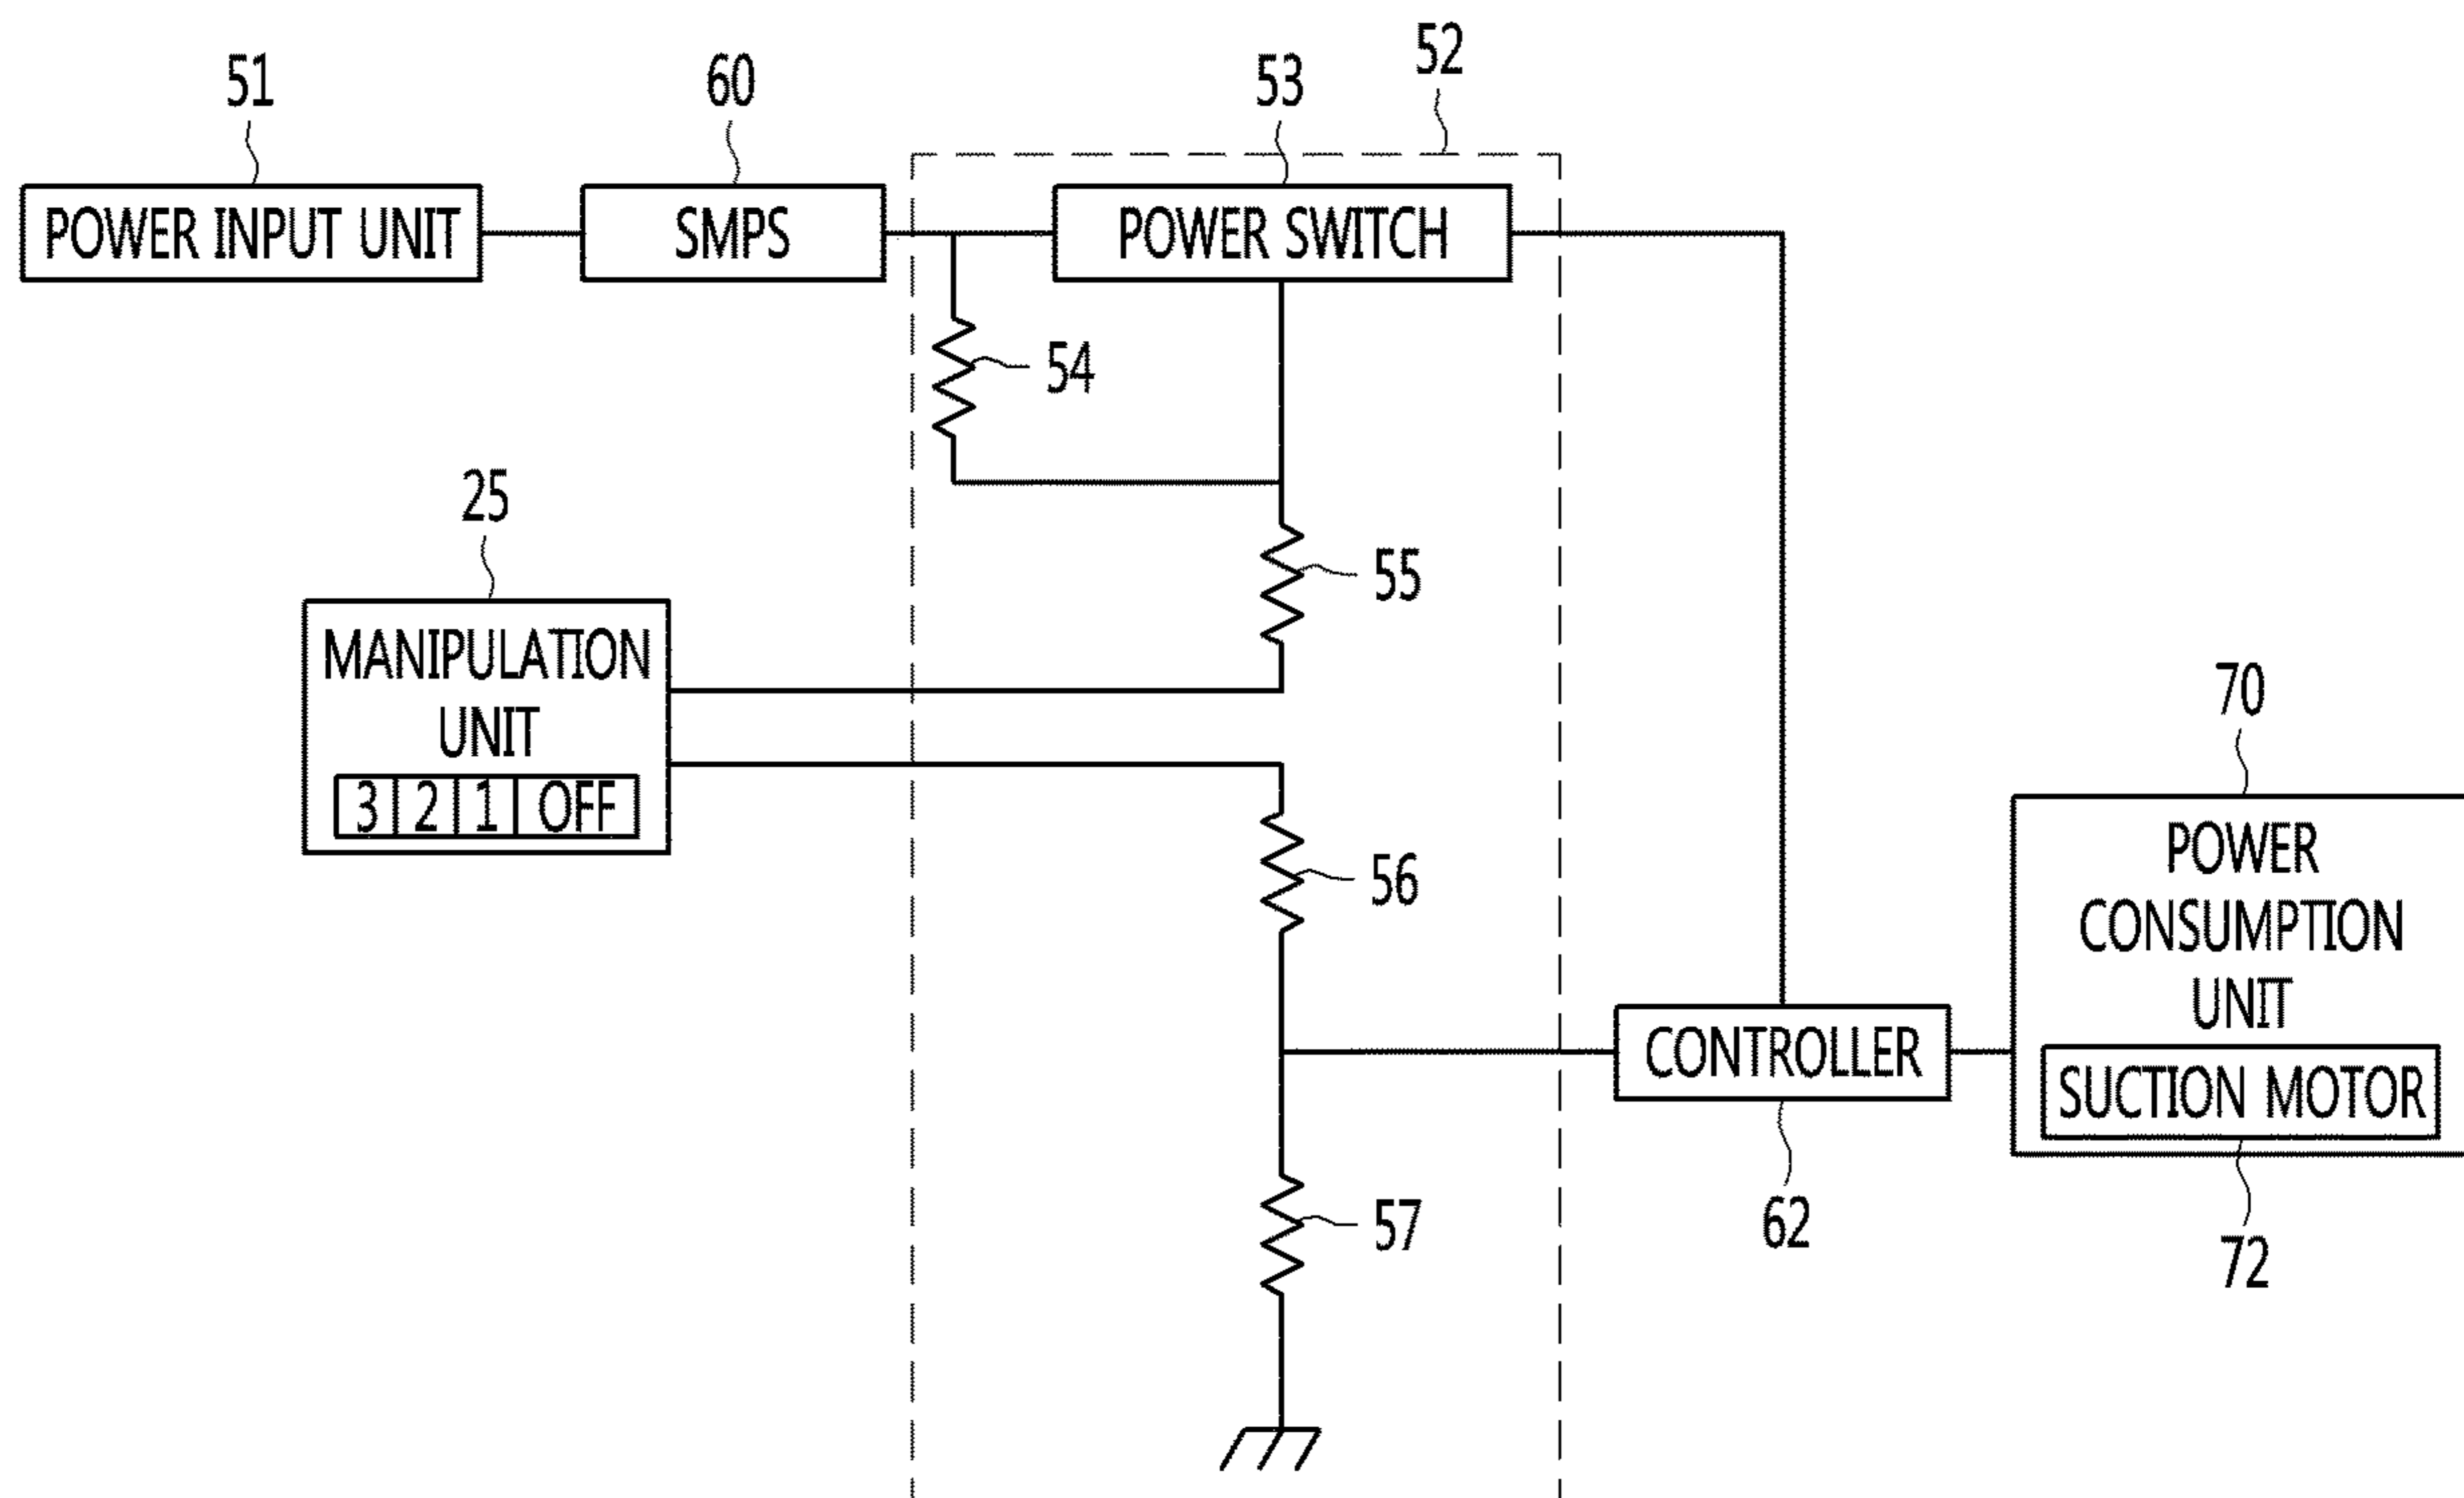 51
60
53
52
POWER INPUT UNIT
SMPS
POWER SWITCH
54
25
55
MANIPULATION
UNIT
3 2 1 OFF
56
70
POWER
CONSUMPTION
UNIT
CONTROLLER
SUCTION MOTOR
57
62
72